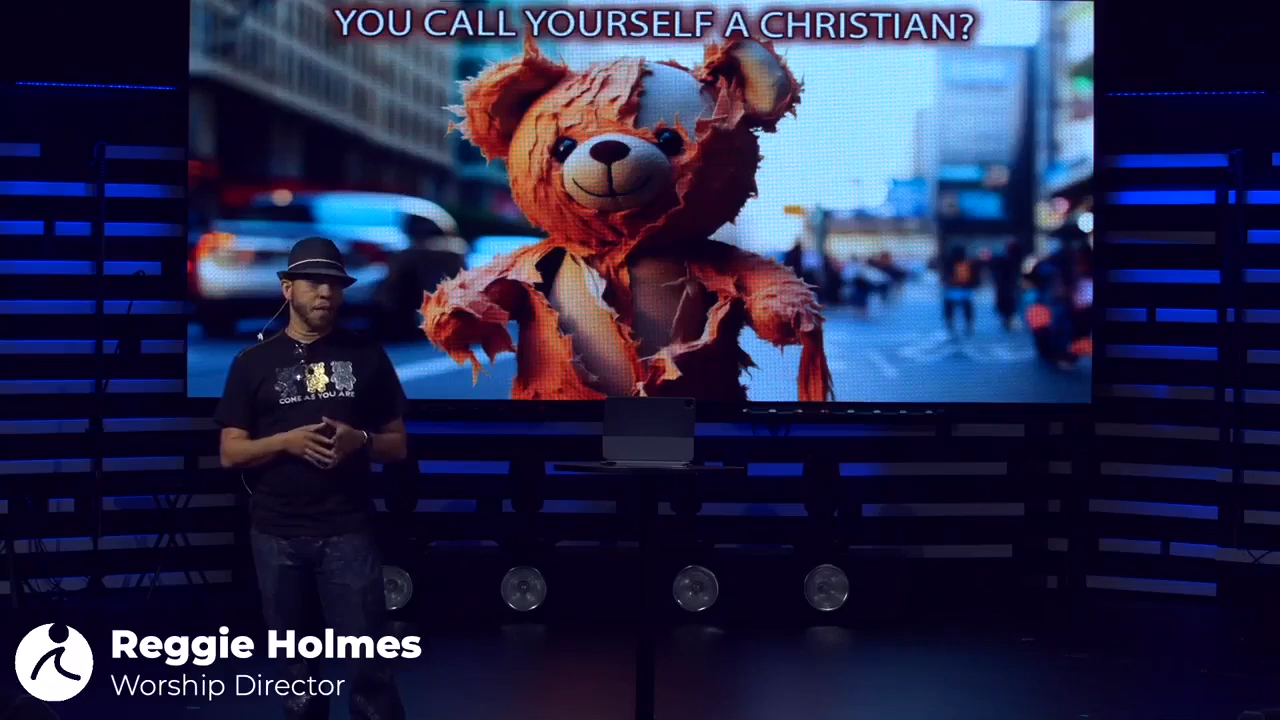 YOU CALL YOURSELF A CHRISTIAN?
COME AS YOU ARE
Reggie Holmes
Worship Director